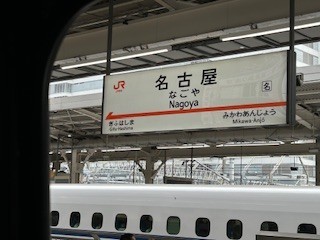 JR
名古屋
名
なごや
Nagoya
ぎふはしま
Gifu-Hashima
みかわあんじょう
Mikawa-Anjō